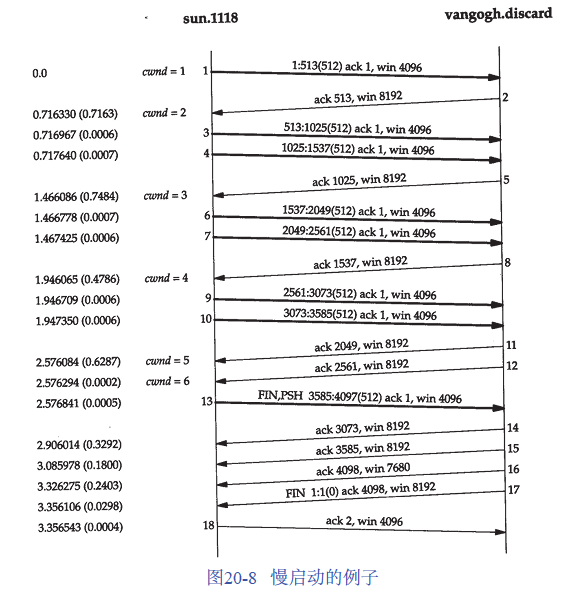 sun.1118 vangogh.discard
0.0 cwnd = 1 1 1:513(512) ack 1, win 4096
ack 513, win 8192 2
0.716330 (0.7163) cwnd = 2
0.716967 (0.0006) 3 513:1025(512) ack 1, win 4096
0.717640 (0.0007) 4 1025:1537(512) ack 1, win 4096
ack 1025, win 8192 5
1.466086 (0.7484) cwnd = 3
1.466778 (0.0007) 6 1537:2049(512) ack 1, win 4096
1.467425 (0.0006) 7 2049:2561(512) ack 1, win 4096
ack 1537, win 8192 8
1.946065 (0.4786) cwnd = 4
1.946709 (0.0006) 9 2561:3073(512) ack 1, win 4096
1.947350 (0.0006) 10 3073:3585(512) ack 1, win 4096
ack 2049, win 8192 11
2.576084 (0.6287) cwnd = 5
ack 2561, win 8192 12
2.576294 (0.0002) cwnd = 6
2.576841 (0.0005) 13 FIN,PSH 3585:4097(512) ack 1, win 4096
ack 3073, win 8192 14
2.906014 (0.3292)
ack 3585, win 8192 15
3.085978 (0.1800)
ack 4098, win 7680 16
3.326275 (0.2403)
FIN 1:1(0) ack 4098, win 8192 17
3.356106 (0.0298)
3.356543 (0.0004) 18 ack 2, win 4096
图20-8 慢启动的例子